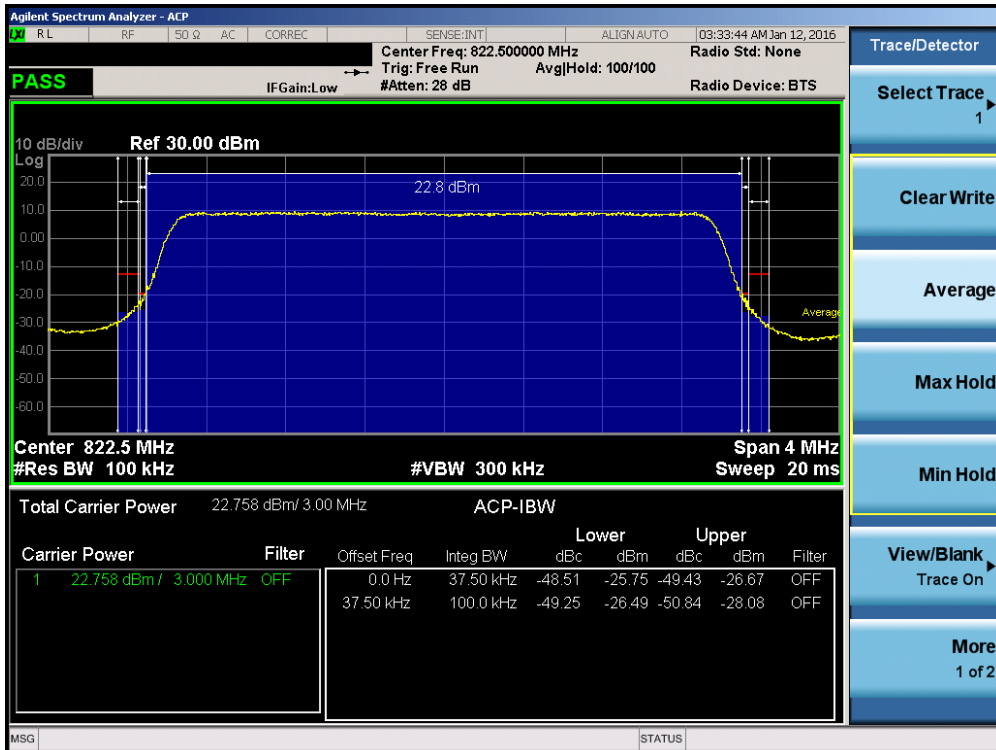 Agilent Spectrum Analyzer - ACP
LXI RL RF 50 Ω AC CORREC SENSE:INT ALIGN AUTO 03:33:44 AM Jan 12, 2016
Center Freq: 822.500000 MHz Radio Std: None
Trig: Free Run Avg|Hold: 100/100
PASS IFGain:Low #Atten: 28 dB Radio Device: BTS
10 dB/div Ref 30.00 dBm
Log
20.0
22.8 dBm
10.0
0.00
-10.0
-20.0
-30.0
Average
-40.0
-50.0
-60.0
Center 822.5 MHz Span 4 MHz
#Res BW 100 kHz #VBW 300 kHz Sweep 20 ms
Total Carrier Power 22.758 dBm/ 3.00 MHz ACP-IBW
Lower Upper
Carrier Power Filter Offset Freq Integ BW dBc dBm dBc dBm Filter
1 22.758 dBm / 3.000 MHz OFF 0.0 Hz 37.50 kHz -48.51 -25.75 -49.43 -26.67 OFF
37.50 kHz 100.0 kHz -49.25 -26.49 -50.84 -28.08 OFF
MSG STATUS
Trace/Detector
Select Trace
1
Clear Write
Average
Max Hold
Min Hold
View/Blank
Trace On
More
1 of 2